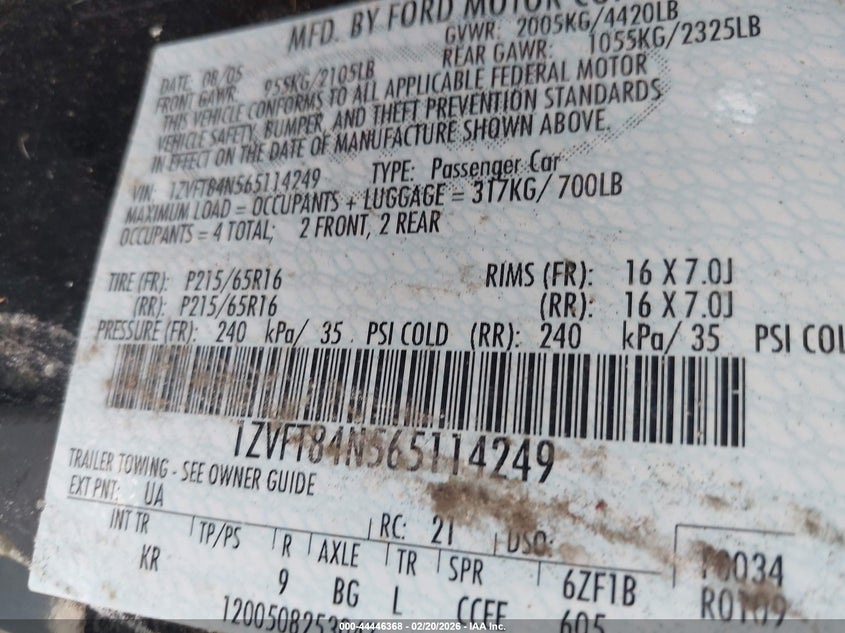 MFD. BY FORD MOTOR CO
GVWR: 2005KG/4420LB
DATE: 08/05
FRONT GAWR: 955KG/2105LB REAR GAWR: 1055KG/2325LB
THIS VEHICLE CONFORMS TO ALL APPLICABLE FEDERAL MOTOR
VEHICLE SAFETY, BUMPER, AND THEFT PREVENTION STANDARDS
IN EFFECT ON THE DATE OF MANUFACTURE SHOWN ABOVE.
VIN: 1ZVFT84N565114249 TYPE: Passenger Car
MAXIMUM LOAD = OCCUPANTS + LUGGAGE = 317KG/700LB
OCCUPANTS = 4 TOTAL; 2 FRONT, 2 REAR
TIRE (FR): P215/65R16 RIMS (FR): 16 X 7.0J
(RR): P215/65R16 (RR): 16 X 7.0J
PRESSURE (FR): 240 kPa/ 35 PSI COLD (RR): 240 kPa/ 35 PSI COL
1ZVFT84N565114249
TRAILER TOWING - SEE OWNER GUIDE
EXT PNT: UA RC: 21 DSO:
INT TR TP/PS R AXLE TR SPR
KR 9 BG L CCEE 6ZF1B 0034
R0109
605
000-44446368 - 02/20/2026 - IAA Inc.